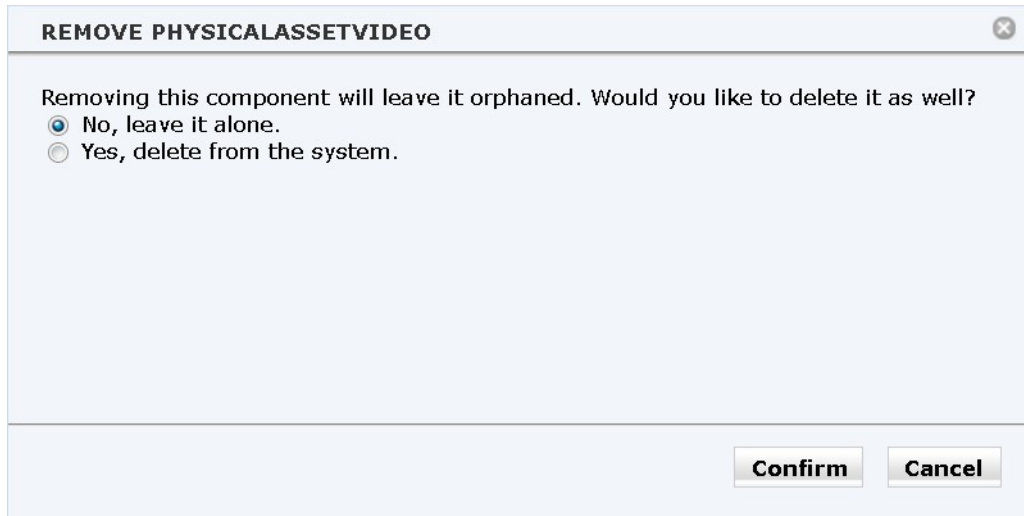 REMOVE PHYSICALASSETVIDEO
Removing this component will leave it orphaned. Would you like to delete it as well?
No, leave it alone.
Yes, delete from the system.
Confirm Cancel